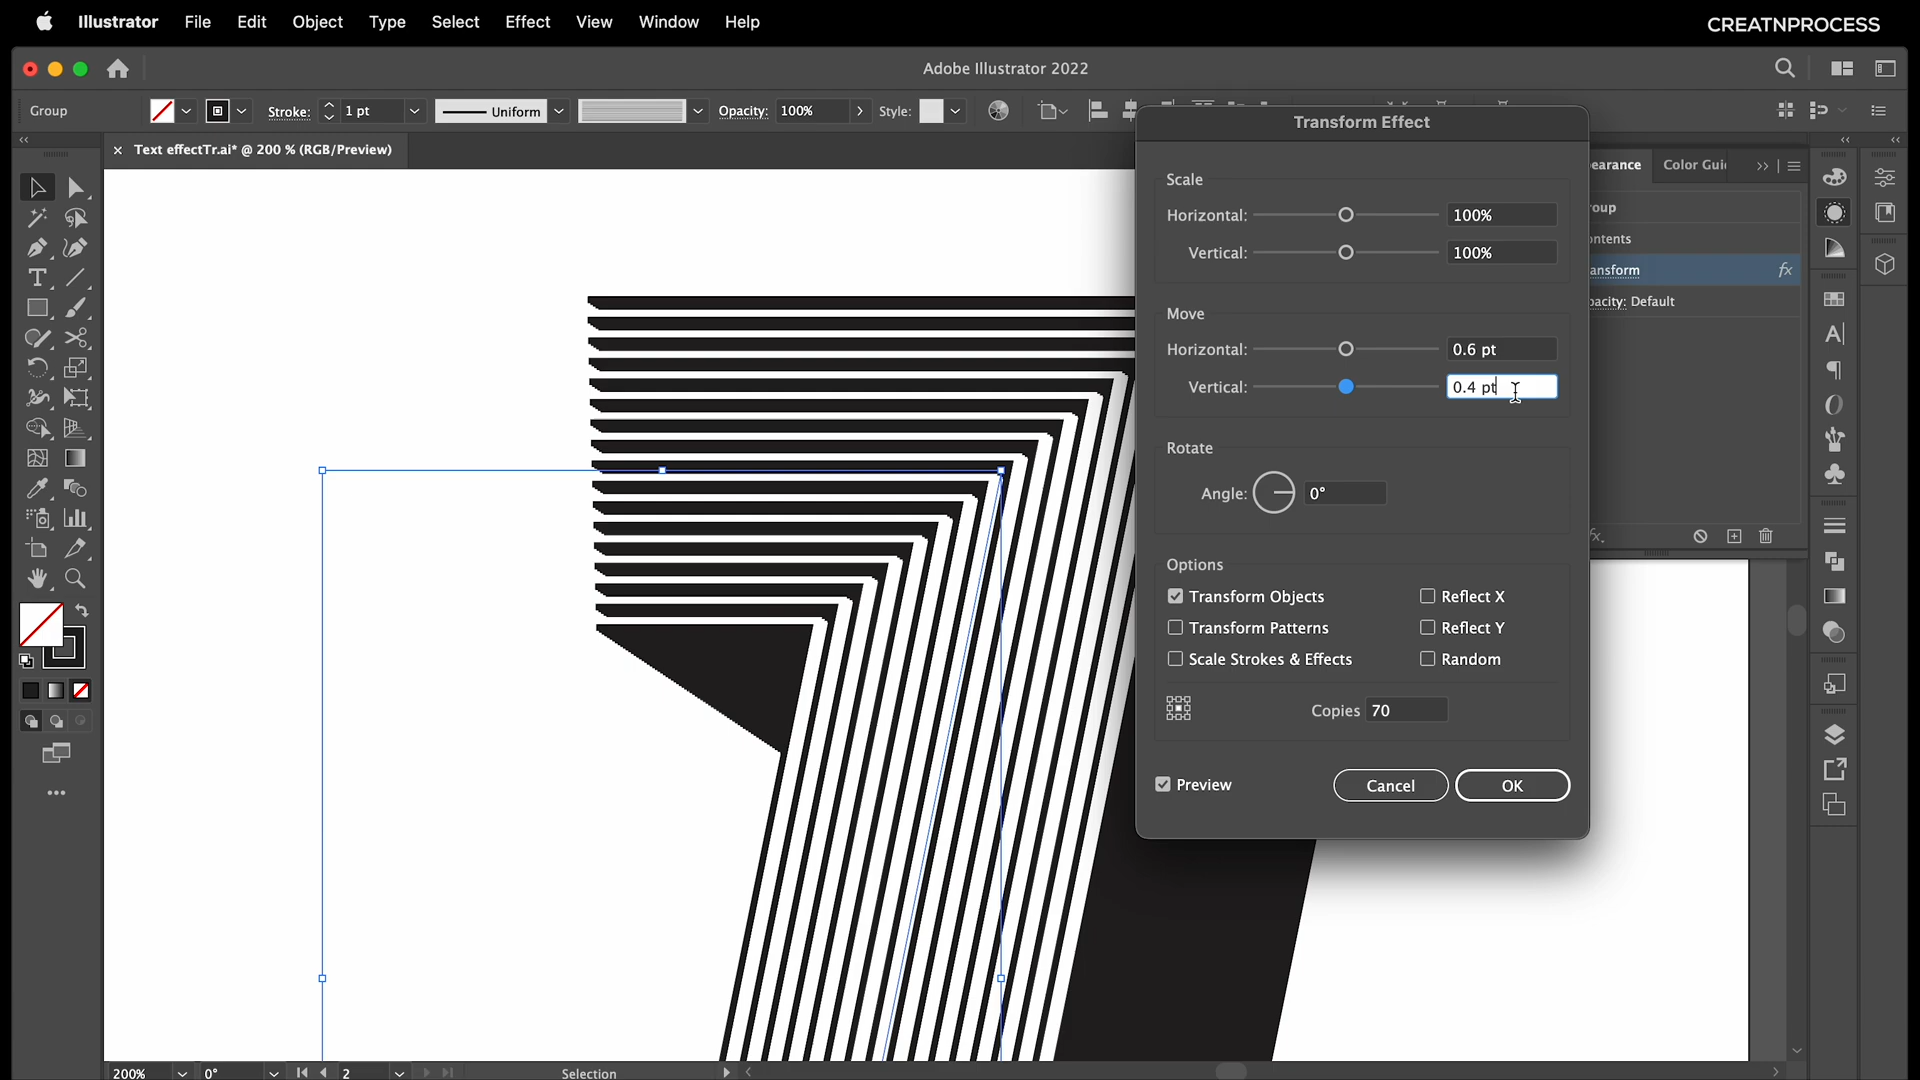 Illustrator File Edit Object Type Select Effect View Window Help
CREATNPROCESS
Adobe Illustrator 2022
Group Stroke: 1 pt Uniform Opacity: 100% Style:
Text effectTr.ai* @ 200 % (RGB/Preview)
Transform Effect
Scale
Horizontal: 100%
Vertical: 100%
Move
Horizontal: 0.6 pt
Vertical: 0.4 pt
Rotate
Angle: 0°
Options
Transform Objects Reflect X
Transform Patterns Reflect Y
Scale Strokes & Effects Random
Copies 70
Preview Cancel OK
earance Color Gui
oup
ontents
ansform fx
pacity: Default
fx.
200% 0° 2 Selection